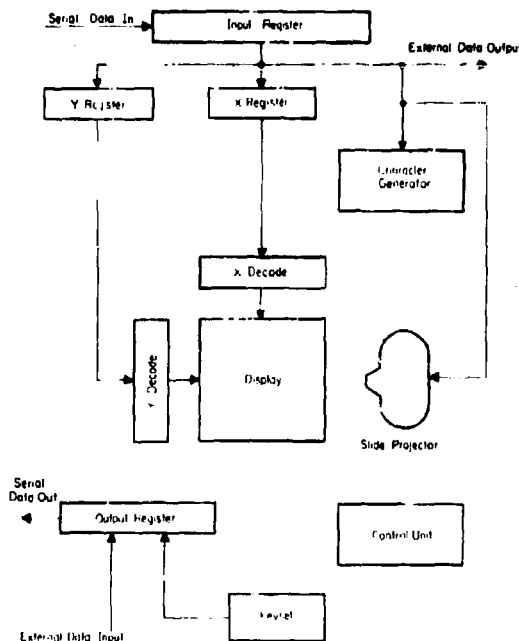 Serial Data In
Input Register
External Data Output
Y Register
X Register
Character
Generator
X Decode
Y Decode
Display
Slide Projector
Serial
Data Out
Output Register
Control Unit
Keyset
External Data Input